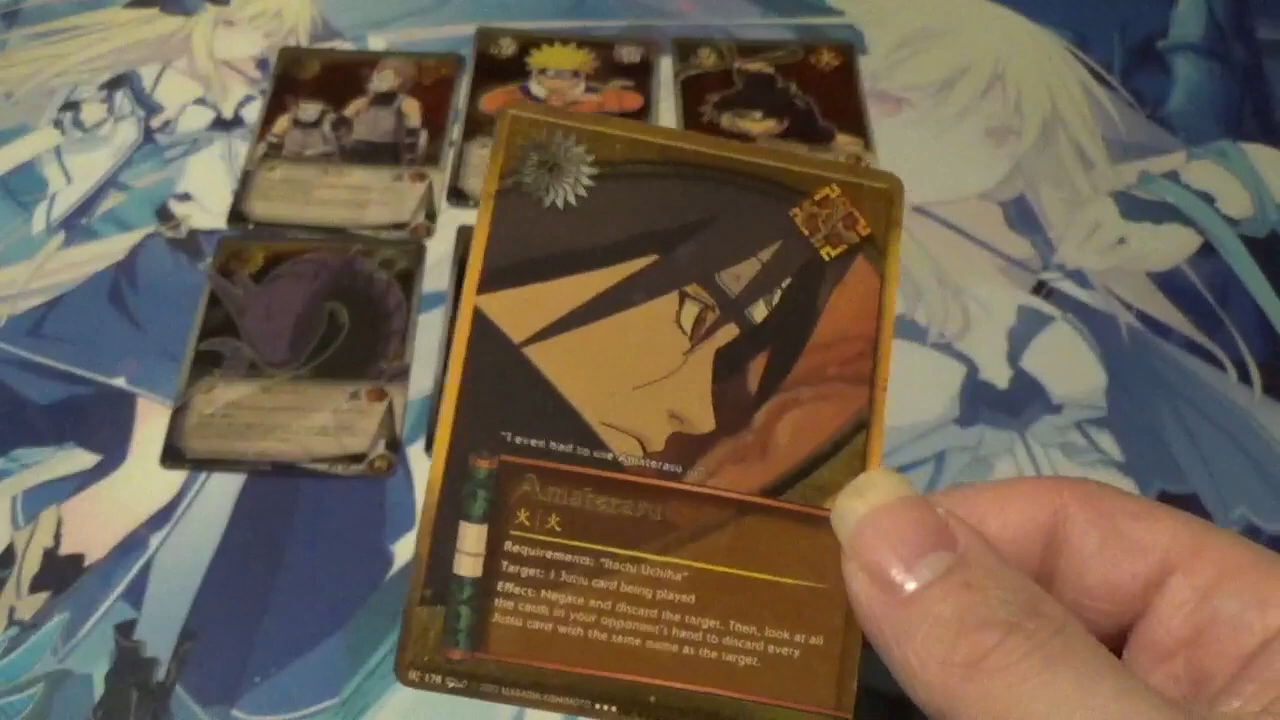 "I even had to use 'Amaterasu'..."
Amaterasu
火 | 火
Requirements: "Itachi Uchiha"
Target: 1 Jutsu card being played
Effect: Negate and discard the target. Then, look at all
the cards in your opponent's hand to discard every
Jutsu card with the same name as the target.
MASASHI KISHIMOTO